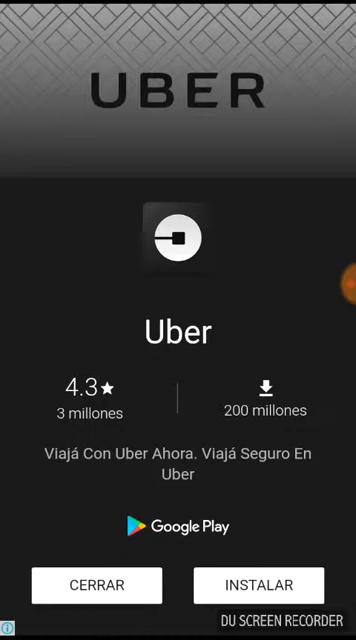 UBER
Uber
4.3★
3 millones
200 millones
Viajá Con Uber Ahora. Viajá Seguro En
Uber
Google Play
CERRAR
INSTALAR
DU SCREEN RECORDER